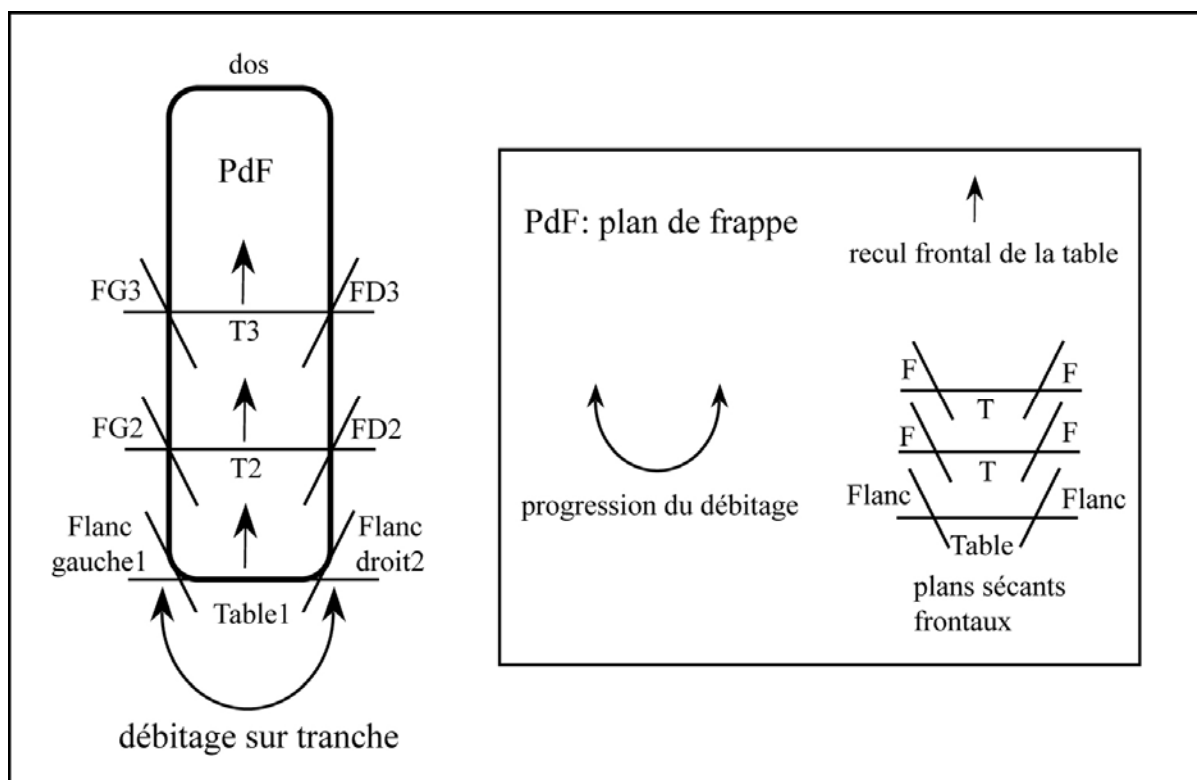 dos
PdF
FG3
FD3
T3
FG2
FD2
T2
Flanc
gauche1
Flanc
droit2
Table1
débitage sur tranche
PdF: plan de frappe
recul frontal de la table
progression du débitage
F
F
T
F
F
T
Flanc
Flanc
Table
plans sécants
frontaux